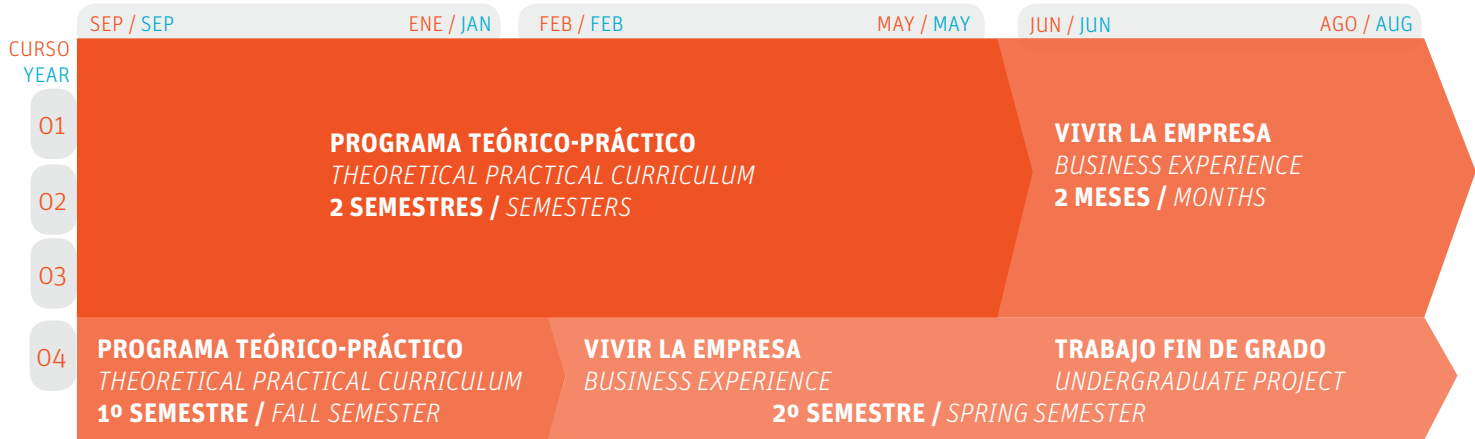 SEP / SEP
ENE / JAN
FEB / FEB
MAY / MAY
JUN / JUN
AGO / AUG
CURSO
YEAR
01
02
03
04
PROGRAMA TEÓRICO-PRÁCTICO
THEORETICAL PRACTICAL CURRICULUM
2 SEMESTRES / SEMESTERS
VIVIR LA EMPRESA
BUSINESS EXPERIENCE
2 MESES / MONTHS
PROGRAMA TEÓRICO-PRÁCTICO
THEORETICAL PRACTICAL CURRICULUM
1º SEMESTRE / FALL SEMESTER
VIVIR LA EMPRESA
BUSINESS EXPERIENCE
TRABAJO FIN DE GRADO
UNDERGRADUATE PROJECT
2º SEMESTRE / SPRING SEMESTER